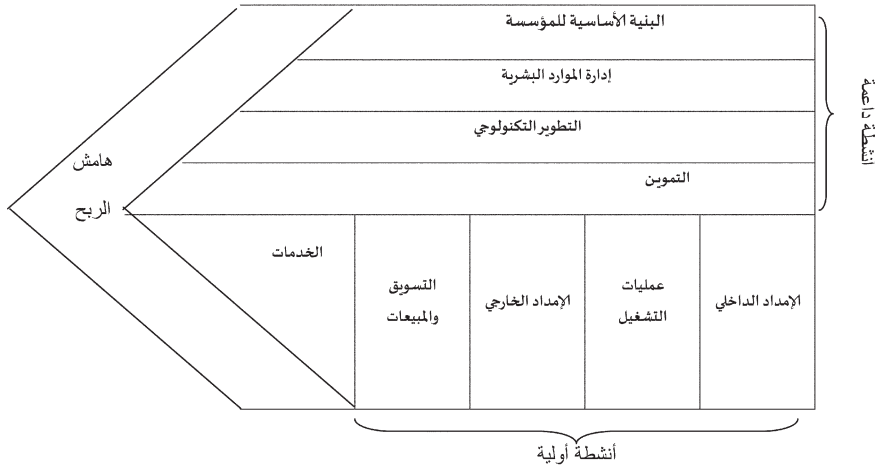 البنية الأساسية للمؤسسة
إدارة الموارد البشرية
التطوير التكنولوجي
التموين
انشطة داعمة
هامش
الربح
الإمداد الداخلي
عمليات
التشغيل
الإمداد الخارجي
التسويق
والمبيعات
الخدمات
أنشطة أولية